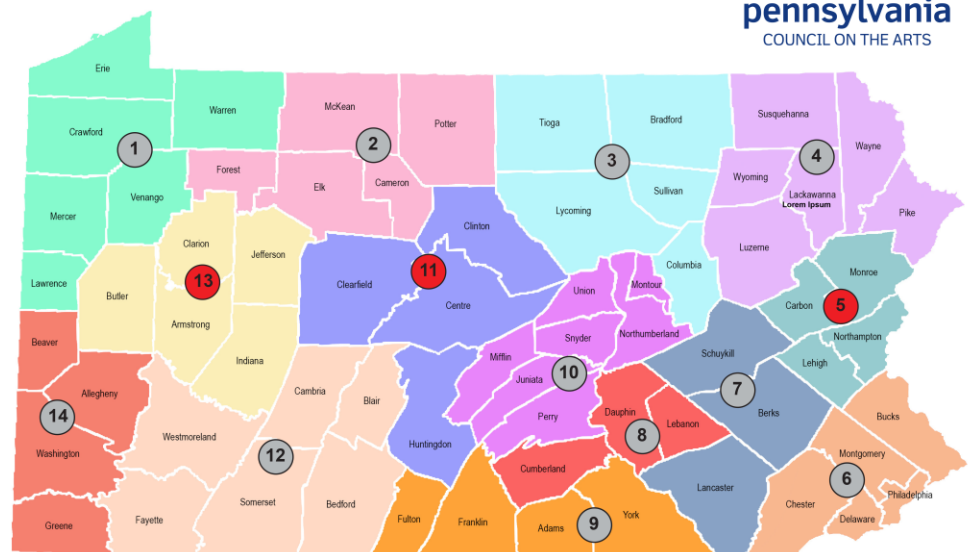 pennsylvania
COUNCIL ON THE ARTS
Erie
Warren
McKean
Potter
Tioga
Bradford
Susquehanna
Wayne
Crawford
1
2
3
4
Forest
Elk
Cameron
Sullivan
Wyoming
Lackawanna
Lorem Ipsum
Mercer
Venango
Lycoming
Pike
Clinton
Luzerne
Clarion
Jefferson
Columbia
Monroe
Lawrence
Butler
13
Clearfield
11
Centre
Union
Montour
Carbon
5
Armstrong
Snyder
Northumberland
Northampton
Beaver
Indiana
Mifflin
Schuykill
Lehigh
Allegheny
Cambria
Blair
Juniata
10
7
14
Perry
Dauphin
Lebanon
Berks
Bucks
Washington
Westmoreland
12
Huntingdon
8
Montgomery
Cumberland
6
Somerset
Bedford
Lancaster
Chester
Philadelphia
Greene
Fayette
Fulton
Franklin
Adams
9
York
Delaware